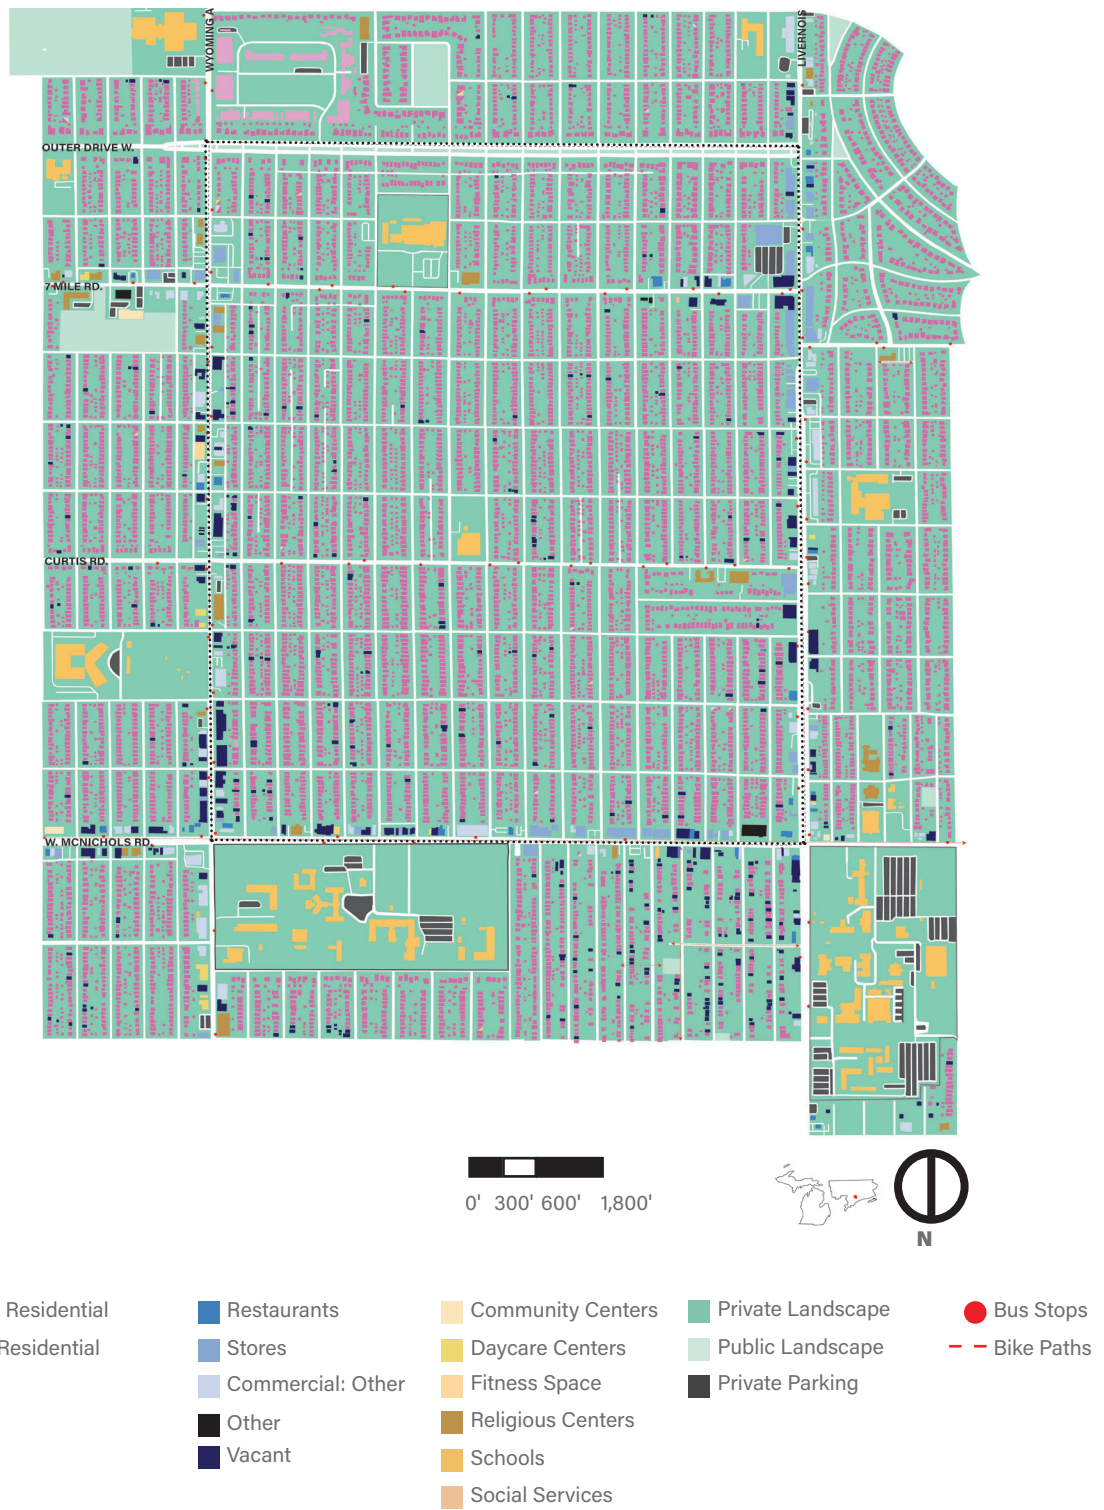 WYOMING A
LIVERNOIS
OUTER DRIVE W.
7 MILE RD.
CURTIS RD.
W. MCNICHOLS RD.
0' 300' 600' 1,800'
N
Residential
Residential
Restaurants
Stores
Commercial: Other
Other
Vacant
Community Centers
Daycare Centers
Fitness Space
Religious Centers
Schools
Social Services
Private Landscape
Public Landscape
Private Parking
Bus Stops
Bike Paths